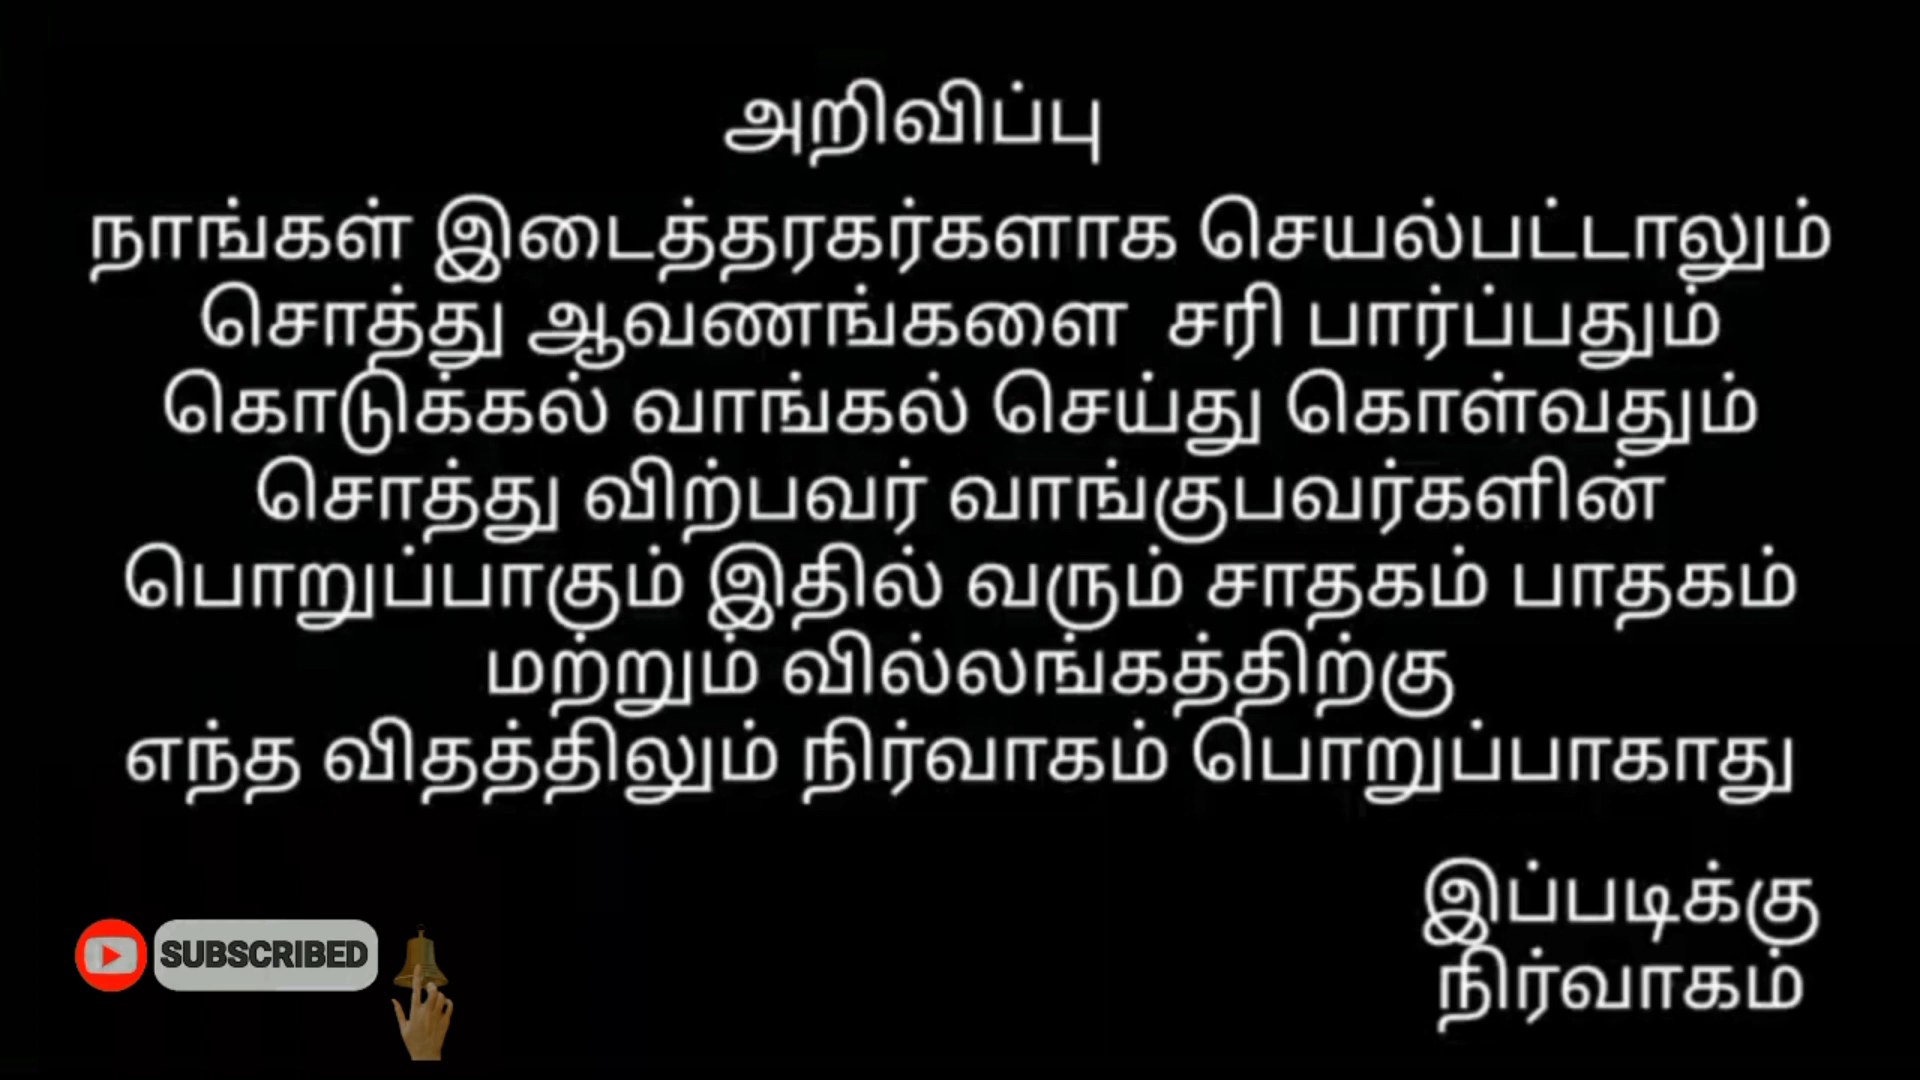 அறிவிப்பு
நாங்கள் இடைத்தரகர்களாக செயல்பட்டாலும்
சொத்து ஆவணங்களை சரி பார்ப்பதும்
கொடுக்கல் வாங்கல் செய்து கொள்வதும்
சொத்து விற்பவர் வாங்குபவர்களின்
பொறுப்பாகும் இதில் வரும் சாதகம் பாதகம்
மற்றும் வில்லங்கத்திற்கு
எந்த விதத்திலும் நிர்வாகம் பொறுப்பாகாது
இப்படிக்கு
நிர்வாகம்
SUBSCRIBED